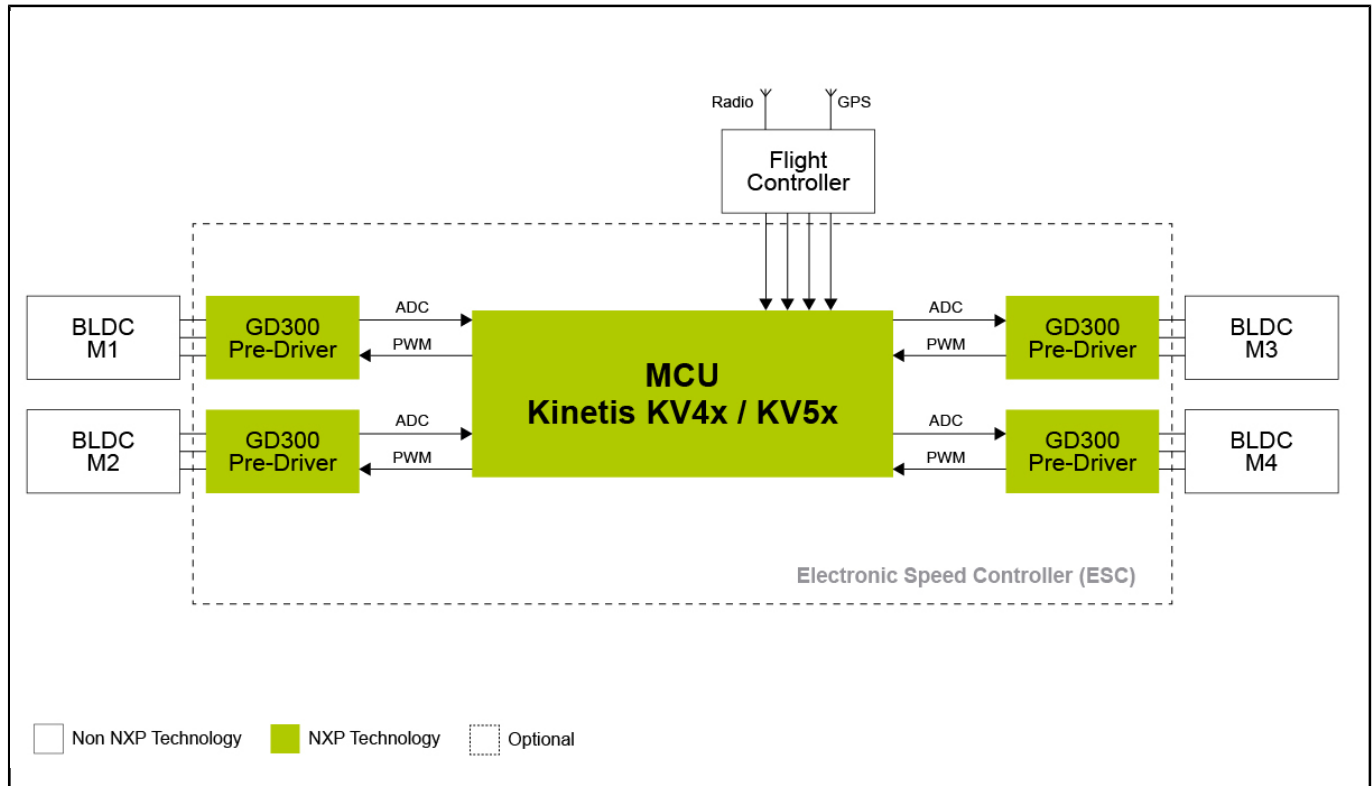 Radio
GPS
Flight
Controller
BLDC
M1
GD300
Pre-Driver
ADC
PWM
MCU
Kinetis KV4x / KV5x
ADC
PWM
GD300
Pre-Driver
BLDC
M3
BLDC
M2
GD300
Pre-Driver
ADC
PWM
ADC
PWM
GD300
Pre-Driver
BLDC
M4
Electronic Speed Controller (ESC)
Non NXP Technology
NXP Technology
Optional